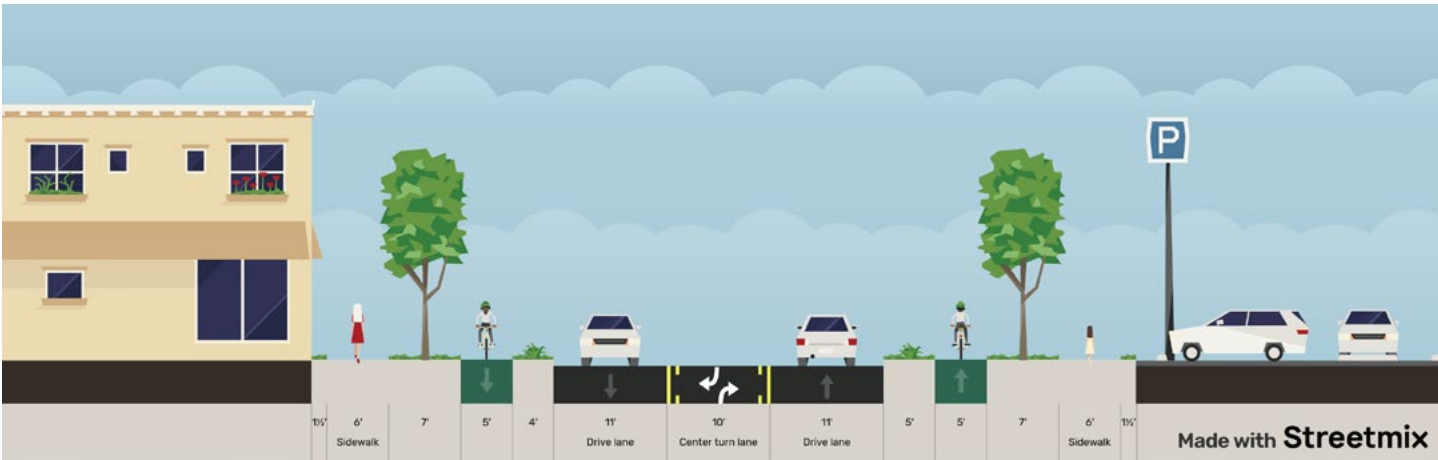 P
1½' 6' 7' 5' 4' 11' 10' 11' 5' 5' 7' 6' 1½'
Sidewalk Drive lane Center turn lane Drive lane Sidewalk
Made with Streetmix